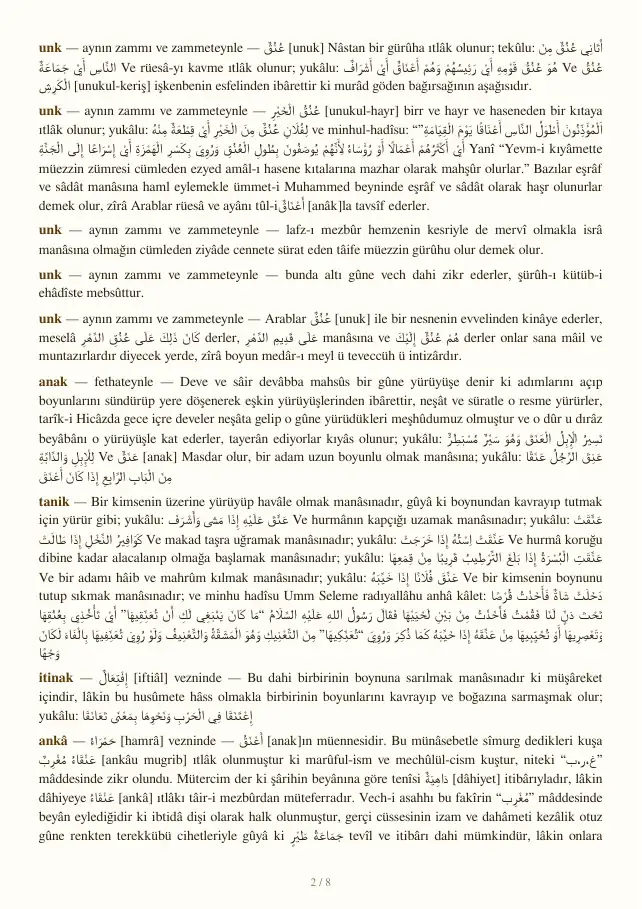 unk — aynın zammı ve zammeteynle — عُنُقٌ [unuk] Nâstan bir gürûha ıtlâk olunur; tekûlu: أَتَانِي عُنُقٌ مِنَ
النَّاسِ أَيْ جَمَاعَةٌ Ve rüesâ-yı kavme ıtlâk olunur; yukâlu: هُوَ عُنُقُ قَوْمِهِ أَيْ رَئِيسُهُمْ وَهُمْ أَعْنَاقٌ أَيْ أَشْرَافٌ Ve عُنُقُ
الْكَرِشِ [unukul-keriş] işkenbenin esfelinden ibârettir ki murâd göden bağırsağının aşağısıdır.
unk — aynın zammı ve zammeteynle — عُنُقُ الْخَيْرِ [unukul-hayr] birr ve hayr ve haseneden bir kıtaya
ıtlâk olunur; yukâlu: لِفُلَانٍ عُنُقٌ مِنَ الْخَيْرِ أَيْ قِطْعَةٌ مِنْهُ ve minhul-hadîsu: “”الْمُؤَذِّنُونَ أَطْوَلُ النَّاسِ أَعْنَاقًا يَوْمَ الْقِيَامَةِ
أَيْ أَكْثَرُهُمْ أَعْمَالًا أَوْ رُؤَسَاءُ لِأَنَّهُمْ يُوصَفُونَ بِطُولِ الْعُنُقِ وَرُوِيَ بِكَسْرِ الْهَمْزَةِ أَيْ إِسْرَاعًا إِلَى الْجَنَّةِ Yanî “Yevm-i kıyâmette
müezzin zümresi cümleden ezyed amâl-ı hasene kıtalarına mazhar olarak mahşûr olurlar.” Bazılar eşrâf
ve sâdât manâsına haml eylemekle ümmet-i Muhammed beyninde eşrâf ve sâdât olarak haşr olunurlar
demek olur, zîrâ Arablar rüesâ ve ayânı tûl-iأَعْنَاقٌ [anâk]la tavsîf ederler.
unk — aynın zammı ve zammeteynle — lafz-ı mezbûr hemzenin kesriyle de mervî olmakla isrâ
manâsına olmağın cümleden ziyâde cennete sürat eden tâife müezzin gürûhu olur demek olur.
unk — aynın zammı ve zammeteynle — bunda altı gûne vech dahi zikr ederler, şürûh-ı kütüb-i
ehâdîste mebsûttur.
unk — aynın zammı ve zammeteynle — Arablar عُنُقٌ [unuk] ile bir nesnenin evvelinden kinâye ederler,
meselâ كَانَ ذَلِكَ عَلَى عُنُقِ الدَّهْرِ derler, عَلَى قَدِيمِ الدَّهْرِ manâsına ve هُمْ عُنُقٌ إِلَيْكَ derler onlar sana mâil ve
muntazırlardır diyecek yerde, zîrâ boyun medâr-ı meyl ü teveccüh ü intizârdır.
anak — fethateynle — Deve ve sâir devâbba mahsûs bir gûne yürüyüşe denir ki adımlarını açıp
boyunlarını sündürüp yere döşenerek eşkin yürüyüşlerinden ibârettir, neşât ve süratle o resme yürürler,
tarîk-i Hicâzda gece içre develer neşâta gelip o gûne yürüdükleri meşhûdumuz olmuştur ve o dûr u dırâz
beyâbânı o yürüyüşle kat ederler, tayerân ediyorlar kıyâs olunur; yukâlu: تَسِيرُ الْإِبِلُ الْعَنَقَ وَهُوَ سَيْرٌ مُسْبَطِرٌّ
لِلْإِبِلِ وَالدَّابَّةِ Ve عَنَقٌ [anak] Masdar olur, bir adam uzun boyunlu olmak manâsına; yukâlu: عَنِقَ الرَّجُلُ عَنَقًا
مِنَ الْبَابِ الرَّابِعِ إِذَا كَانَ أَعْنَقَ
tanik — Bir kimsenin üzerine yürüyüp havâle olmak manâsınadır, gûyâ ki boynundan kavrayıp tutmak
için yürür gibi; yukâlu: عَنَّقَ عَلَيْهِ إِذَا مَشَى وَأَشْرَفَ Ve hurmânın kapçığı uzamak manâsınadır; yukâlu: عَنَّقَتْ
كَوَافِيرُ النَّخْلِ إِذَا طَالَتْ Ve makad taşra uğramak manâsınadır; yukâlu: عَنَّقَتْ إِسْتُهُ إِذَا خَرَجَتْ Ve hurmâ koruğu
dibine kadar alacalanıp olmağa başlamak manâsınadır; yukâlu: عَنَّقَتِ الْبُسْرَةُ إِذَا بَلَغَ التَّرْطِيبُ قَرِيبًا مِنْ قِمَعِهَا
Ve bir adamı hâib ve mahrûm kılmak manâsınadır; yukâlu: عَنَّقَ فُلَانًا إِذَا خَيَّبَهُ Ve bir kimsenin boynunu
tutup sıkmak manâsınadır; ve minhu hadîsu Umm Seleme radıyallâhu anhâ kâlet: دَخَلَتْ شَاةٌ فَأَخَذَتْ قُرْصًا
تَحْتَ دَنٍّ لَنَا فَقُمْتُ فَأَخَذْتُ مِنْ بَيْنِ لَحْيَيْهَا فَقَالَ رَسُولُ اللهِ عَلَيْهِ السَّلَامُ “مَا كَانَ يَنْبَغِي لَكِ أَنْ تُعَنِّقِيهَا” أَيْ تَأْخُذِي بِعُنُقِهَا
وَتَعْصِرِيهَا أَوْ تُخَيِّبِيهَا مِنْ عَنَّقَهُ إِذَا خَيَّبَهُ كَمَا ذُكِرَ وَرُوِيَ “تُعَنِّكِيهَا” مِنَ التَّعْنِيكِ وَهُوَ الْمَشَقَّةُ وَالتَّعْنِيفُ وَلَوْ رُوِيَ تُعَنِّفِيهَا بِالْفَاءِ لَكَانَ
وَجْهًا
itinak — إِفْتِعَالٌ [iftiâl] vezninde — Bu dahi birbirinin boynuna sarılmak manâsınadır ki müşâreket
içindir, lâkin bu husûmete hâss olmakla birbirinin boyunlarını kavrayıp ve boğazına sarmaşmak olur;
yukâlu: إِعْتَنَقَا فِي الْحَرْبِ وَنَحْوِهَا بِمَعْنَى تَعَانَقَا
ankâ — حَمْرَاءُ [hamrâ] vezninde — أَعْنَقُ [anak]ın müennesidir. Bu münâsebetle sîmurg dedikleri kuşa
عَنْقَاءُ مُغْرِبٌ [ankâu mugrib] ıtlâk olunmuştur ki marûful-ism ve mechûlül-cism kuştur, niteki “غ،ر،ب”
mâddesinde zikr olundu. Mütercim der ki şârihin beyânına göre tenîsi دَاهِيَةٌ [dâhiyet] itibârıyladır, lâkin
dâhiyeye عَنْقَاءُ [ankâ] ıtlâkı tâir-i mezbûrdan müteferradır. Vech-i asahhı bu fakîrin “مُغْرِب” mâddesinde
beyân eylediğidir ki ibtidâ dişi olarak halk olunmuştur, gerçi cüssesinin izam ve dahâmeti kezâlik otuz
gûne renkten terekkübü cihetleriyle gûyâ ki جَمَاعَةُ طَيْرٍ tevîl ve itibârı dahi mümkündür, lâkin onlara
2 / 8